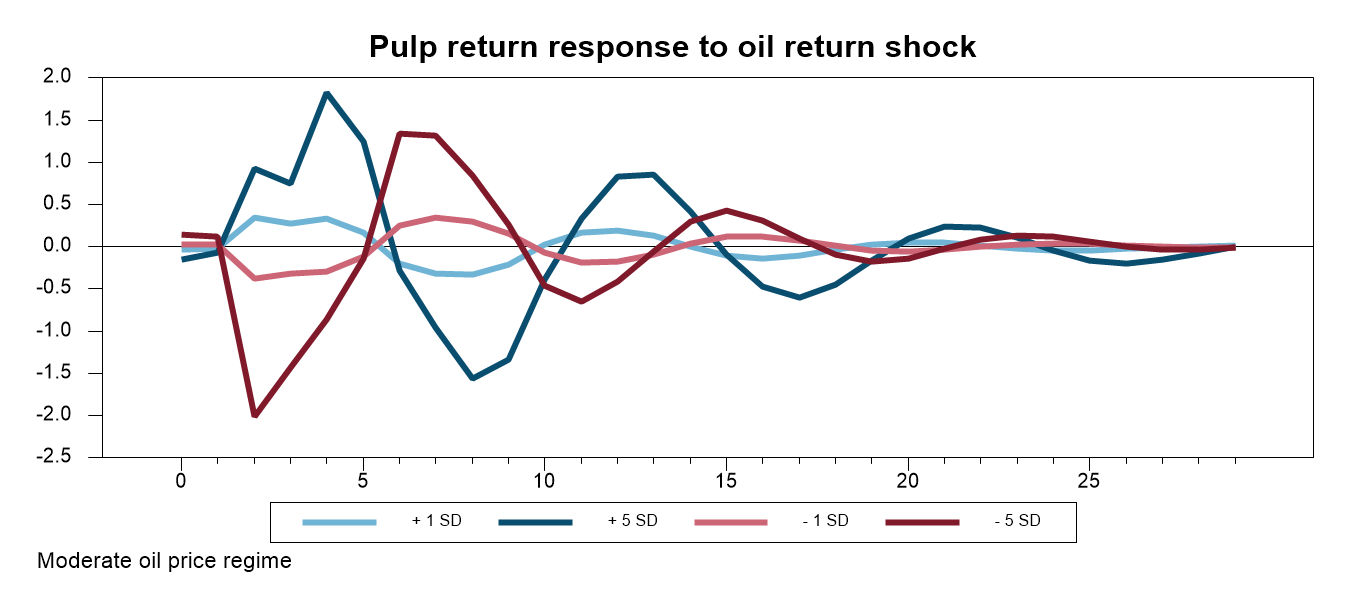 Pulp return response to oil return shock
2.0
1.5
1.0
0.5
0.0
-0.5
-1.0
-1.5
-2.0
-2.5
0 5 10 15 20 25
+ 1 SD + 5 SD - 1 SD - 5 SD
Moderate oil price regime